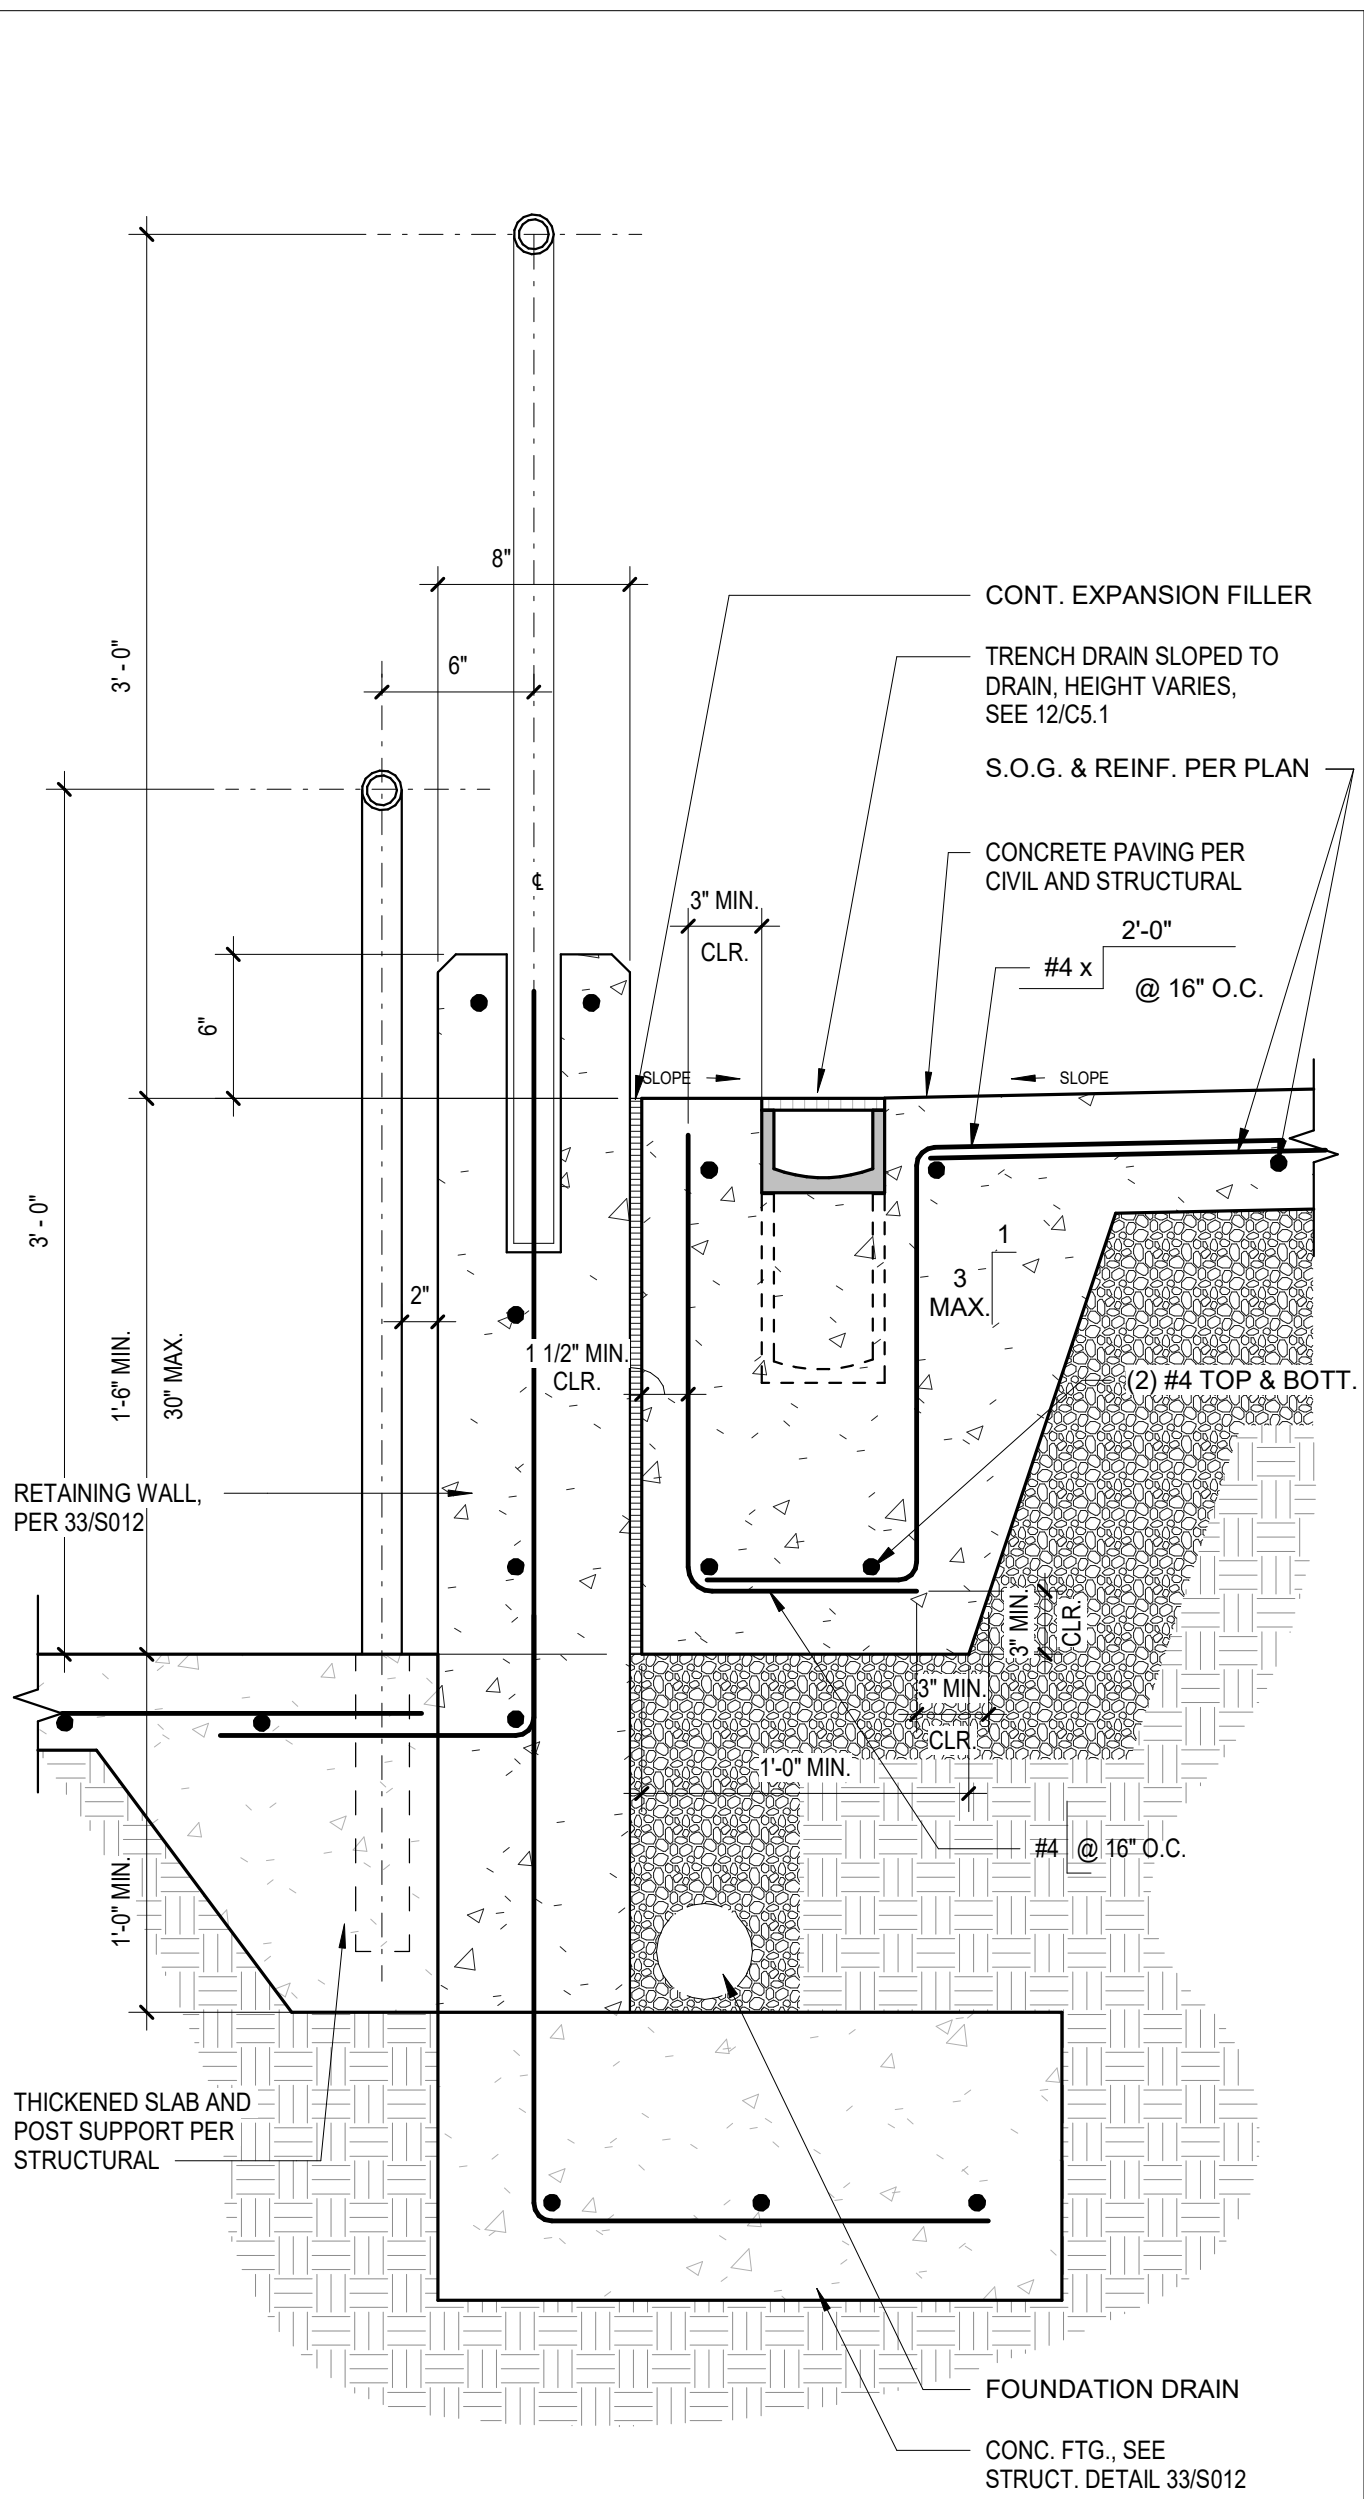 8"
3' - 0"
6"
CONT. EXPANSION FILLER
TRENCH DRAIN SLOPED TO
DRAIN, HEIGHT VARIES,
SEE 12/C5.1
S.O.G. & REINF. PER PLAN
CONCRETE PAVING PER
CIVIL AND STRUCTURAL
℄
3" MIN.
CLR.
2'-0"
#4 x
@ 16" O.C.
6"
SLOPE
SLOPE
3' - 0"
1
3
MAX.
2"
1 1/2" MIN.
CLR.
1'-6" MIN.
30" MAX.
(2) #4 TOP & BOTT.
RETAINING WALL,
PER 33/S012
3" MIN.
CLR.
3" MIN.
CLR.
1'-0" MIN.
#4 @ 16" O.C.
1'-0" MIN.
THICKENED SLAB AND
POST SUPPORT PER
STRUCTURAL
FOUNDATION DRAIN
CONC. FTG., SEE
STRUCT. DETAIL 33/S012